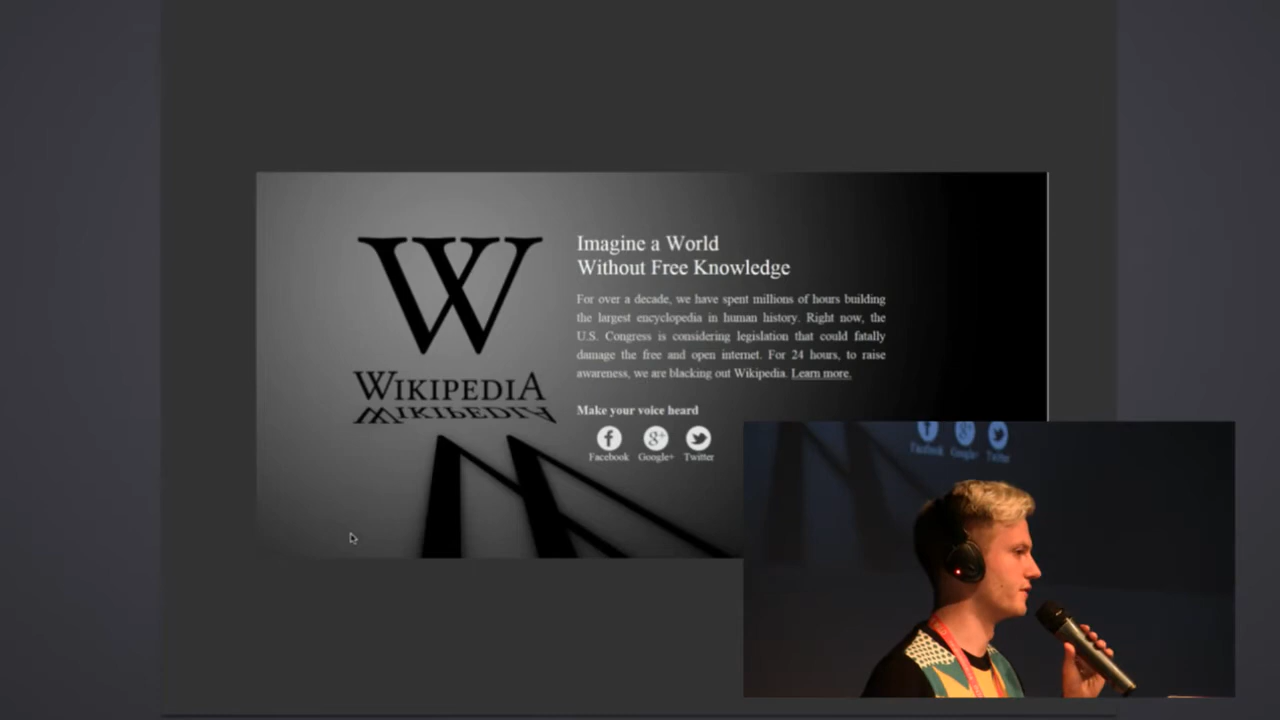 WIKIPEDIA
Imagine a World
Without Free Knowledge
For over a decade, we have spent millions of hours building
the largest encyclopedia in human history. Right now, the
U.S. Congress is considering legislation that could fatally
damage the free and open internet. For 24 hours, to raise
awareness, we are blacking out Wikipedia. Learn more.
Make your voice heard
Facebook Google+ Twitter
Facebook Google+ Twitter